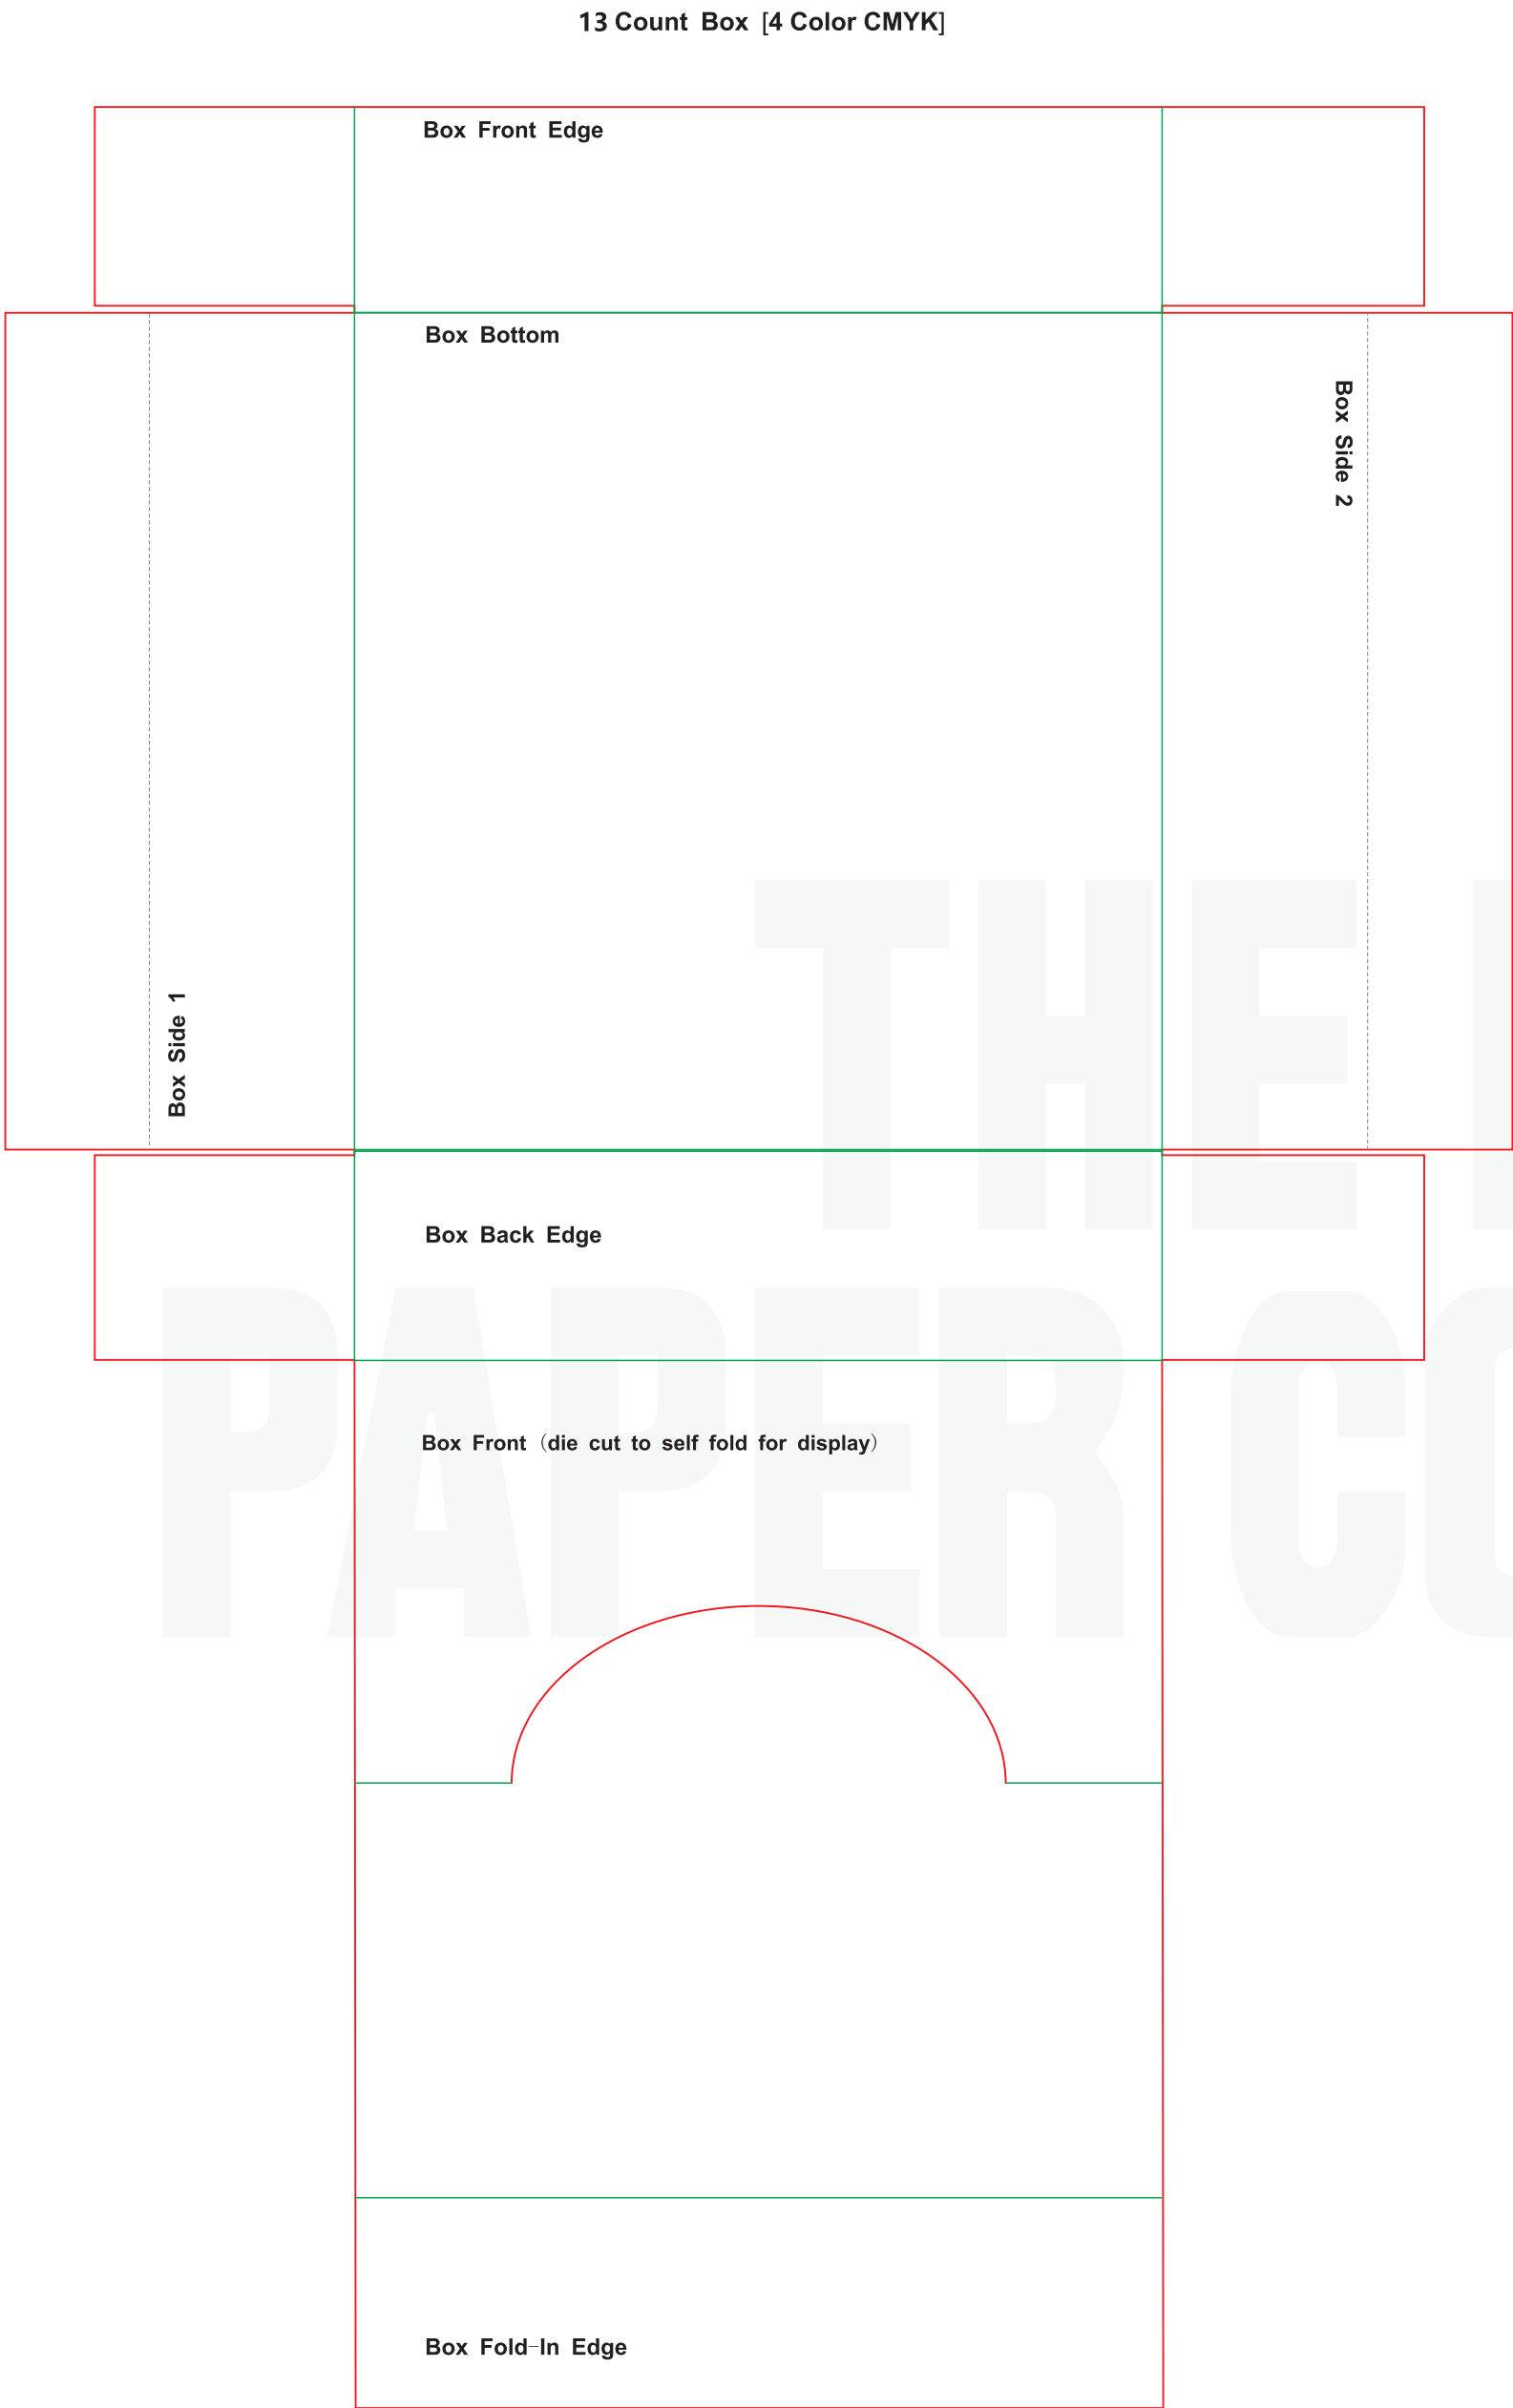 13 Count Box [4 Color CMYK]
Box Front Edge
Box Bottom
Box Side 2
Box Side 1
THE
Box Back Edge
PAPER CO
Box Front (die cut to self fold for display)
Box Fold-In Edge